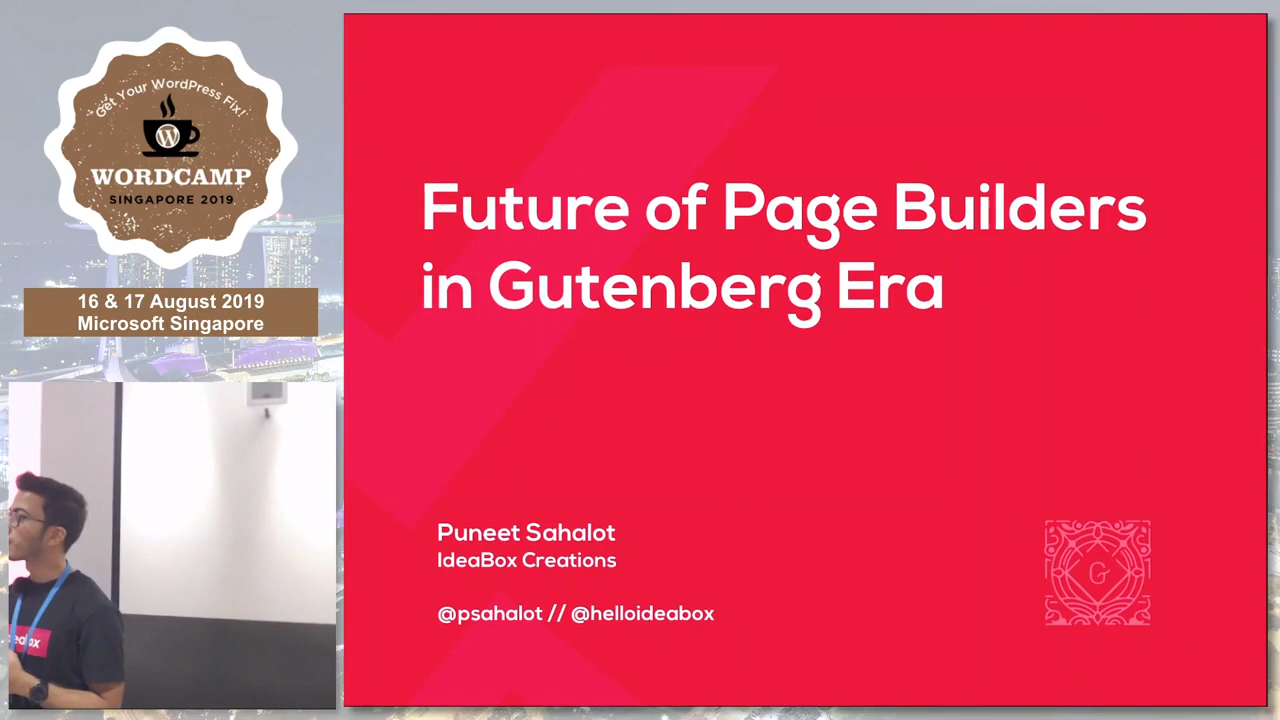 Get Your WordPress Fix!
W
WORDCAMP
SINGAPORE 2019
16 & 17 August 2019
Microsoft Singapore
Future of Page Builders
in Gutenberg Era
Puneet Sahalot
IdeaBox Creations
@psahalot // @helloideabox
G